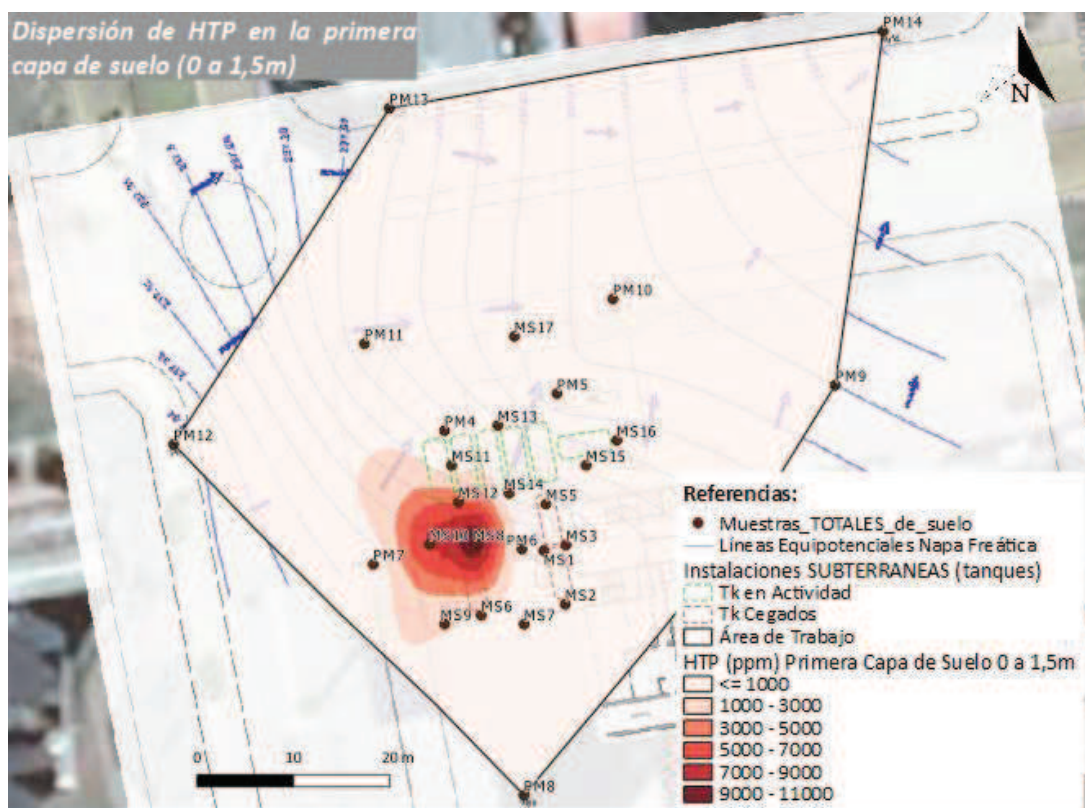 Dispersión de HTP en la primera
capa de suelo (0 a 1,5m)
PM14
N
PM13
PM10
MS17
PM11
PM5
PM9
MS13
PM4
MS16
PM12
MS11
MS15
MS14
MS12
MS5
MS10
MS8
PM6
MS3
MS1
PM7
MS2
MS6
MS9
MS7
PM8
0 10 20 m
Referencias:
Muestras_TOTALES_de_suelo
Líneas Equipotenciales Napa Freática
Instalaciones SUBTERRANEAS (tanques)
Tk en Actividad
Tk Cegados
Área de Trabajo
HTP (ppm) Primera Capa de Suelo 0 a 1,5m
<= 1000
1000 - 3000
3000 - 5000
5000 - 7000
7000 - 9000
9000 - 11000